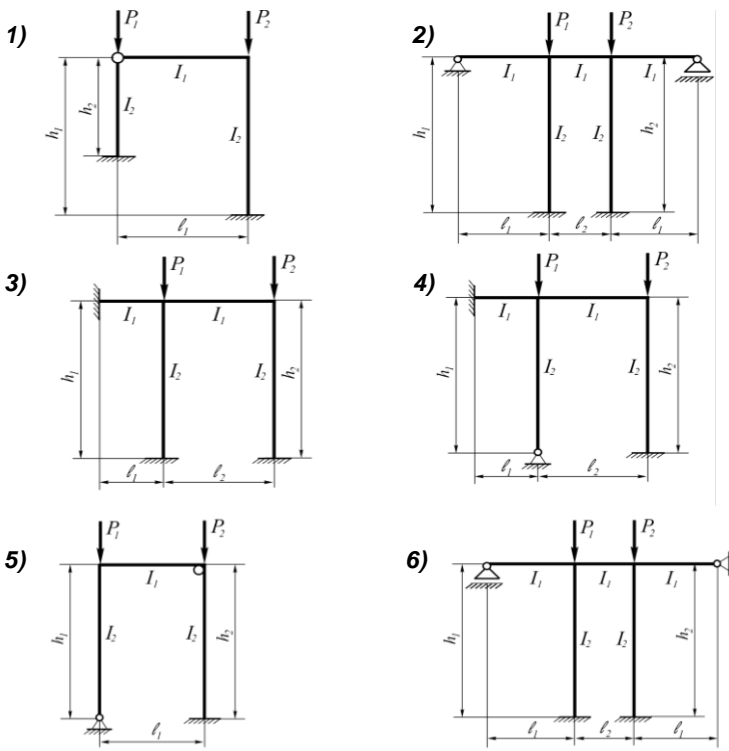 1)
P₁ P₂
I₁
h₁ h₂ I₂ I₂
ℓ₁
2)
P₁ P₂
I₁ I₁ I₁
h₁ I₂ I₂ h₂
ℓ₁ ℓ₂ ℓ₁
3)
P₁ P₂
I₁ I₁
h₁ I₂ I₂ h₂
ℓ₁ ℓ₂
4)
P₁ P₂
I₁ I₁
h₁ I₂ I₂ h₂
ℓ₁ ℓ₂
5)
P₁ P₂
I₁
h₁ I₂ I₂ h₂
ℓ₁
6)
P₁ P₂
I₁ I₁ I₁
h₁ I₂ I₂ h₂
ℓ₁ ℓ₂ ℓ₁